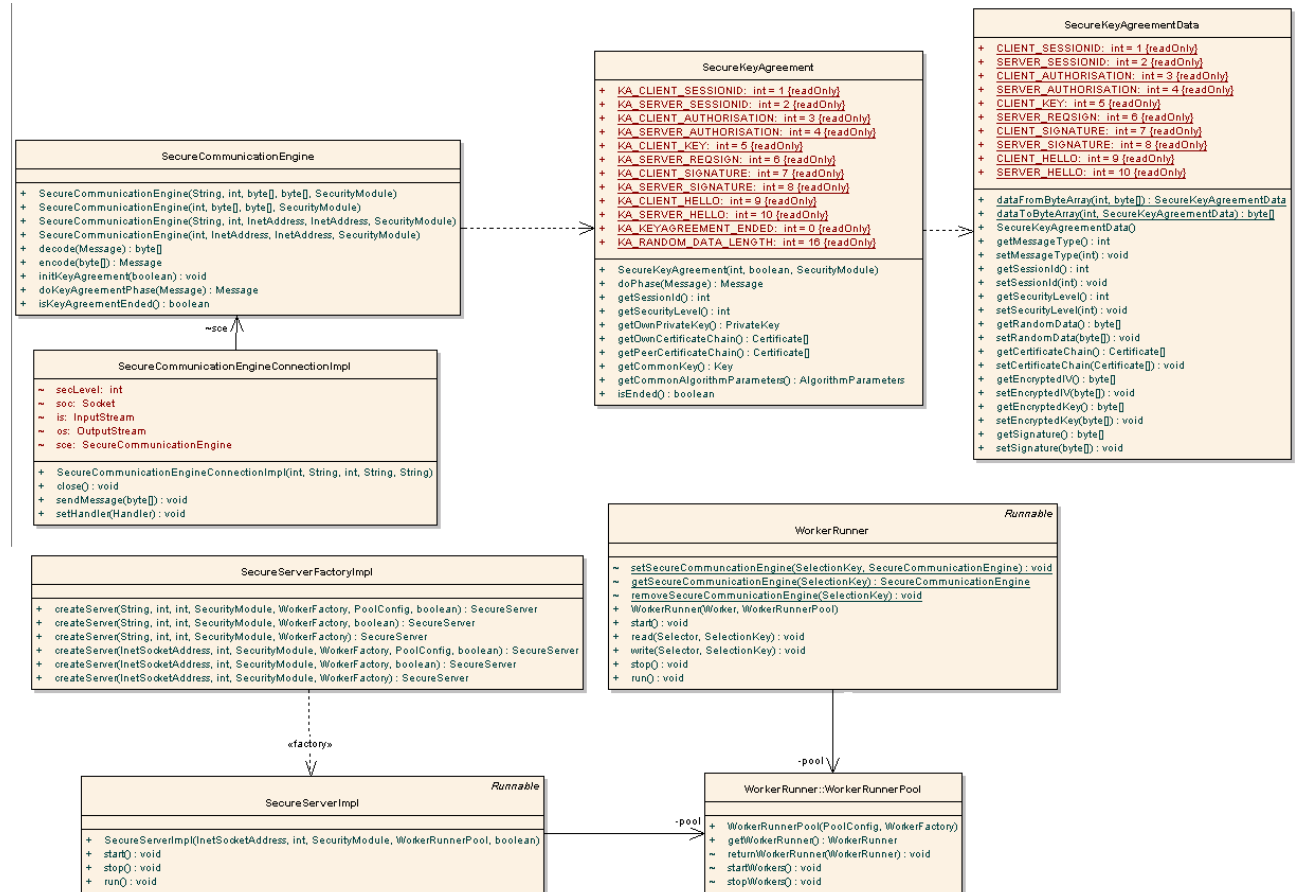 SecureCommunicationEngine
+ SecureCommunicationEngine(String, int, byte[], byte[], SecurityModule)
+ SecureCommunicationEngine(int, byte[], byte[], SecurityModule)
+ SecureCommunicationEngine(String, int, InetAddress, InetAddress, SecurityModule)
+ SecureCommunicationEngine(int, InetAddress, InetAddress, SecurityModule)
+ decode(Message) : byte[]
+ encode(byte[]) : Message
+ initKeyAgreement(boolean) : void
+ doKeyAgreementPhase(Message) : Message
+ isKeyAgreementEnded() : boolean
~sce
SecureCommunicationEngineConnectionImpl
~ secLevel: int
~ soc: Socket
~ is: InputStream
~ os: OutputStream
~ sce: SecureCommunicationEngine
+ SecureCommunicationEngineConnectionImpl(int, String, int, String, String)
+ close() : void
+ sendMessage(byte[]) : void
+ setHandler(Handler) : void
SecureKeyAgreement
+ KA_CLIENT_SESSIONID: int = 1 {readOnly}
+ KA_SERVER_SESSIONID: int = 2 {readOnly}
+ KA_CLIENT_AUTHORISATION: int = 3 {readOnly}
+ KA_SERVER_AUTHORISATION: int = 4 {readOnly}
+ KA_CLIENT_KEY: int = 5 {readOnly}
+ KA_SERVER_REQSIGN: int = 6 {readOnly}
+ KA_CLIENT_SIGNATURE: int = 7 {readOnly}
+ KA_SERVER_SIGNATURE: int = 8 {readOnly}
+ KA_CLIENT_HELLO: int = 9 {readOnly}
+ KA_SERVER_HELLO: int = 10 {readOnly}
+ KA_KEYAGREEMENT_ENDED: int = 0 {readOnly}
+ KA_RANDOM_DATA_LENGTH: int = 16 {readOnly}
+ SecureKeyAgreement(int, boolean, SecurityModule)
+ doPhase(Message) : Message
+ getSessionId() : int
+ getSecurityLevel() : int
+ getOwnPrivateKey() : PrivateKey
+ getOwnCertificateChain() : Certificate[]
+ getPeerCertificateChain() : Certificate[]
+ getCommonKey() : Key
+ getCommonAlgorithmParameters() : AlgorithmParameters
+ isEnded() : boolean
SecureKeyAgreementData
+ CLIENT_SESSIONID: int = 1 {readOnly}
+ SERVER_SESSIONID: int = 2 {readOnly}
+ CLIENT_AUTHORISATION: int = 3 {readOnly}
+ SERVER_AUTHORISATION: int = 4 {readOnly}
+ CLIENT_KEY: int = 5 {readOnly}
+ SERVER_REQSIGN: int = 6 {readOnly}
+ CLIENT_SIGNATURE: int = 7 {readOnly}
+ SERVER_SIGNATURE: int = 8 {readOnly}
+ CLIENT_HELLO: int = 9 {readOnly}
+ SERVER_HELLO: int = 10 {readOnly}
+ dataFromByteArray(int, byte[]) : SecureKeyAgreementData
+ dataToByteArray(int, SecureKeyAgreementData) : byte[]
+ SecureKeyAgreementData()
+ getMessageType() : int
+ setMessageType(int) : void
+ getSessionId() : int
+ setSessionId(int) : void
+ getSecurityLevel() : int
+ setSecurityLevel(int) : void
+ getRandomData() : byte[]
+ setRandomData(byte[]) : void
+ getCertificateChain() : Certificate[]
+ setCertificateChain(Certificate[]) : void
+ getEncryptedIV() : byte[]
+ setEncryptedIV(byte[]) : void
+ getEncryptedKey() : byte[]
+ setEncryptedKey(byte[]) : void
+ getSignature() : byte[]
+ setSignature(byte[]) : void
SecureServerFactoryImpl
+ createServer(String, int, int, SecurityModule, WorkerFactory, PoolConfig, boolean) : SecureServer
+ createServer(String, int, int, SecurityModule, WorkerFactory, boolean) : SecureServer
+ createServer(String, int, int, SecurityModule, WorkerFactory) : SecureServer
+ createServer(InetSocketAddress, int, SecurityModule, WorkerFactory, PoolConfig, boolean) : SecureServer
+ createServer(InetSocketAddress, int, SecurityModule, WorkerFactory, boolean) : SecureServer
+ createServer(InetSocketAddress, int, SecurityModule, WorkerFactory) : SecureServer
«factory»
Runnable
WorkerRunner
~ setSecureCommuncationEngine(SelectionKey, SecureCommunicationEngine) : void
~ getSecureCommunicationEngine(SelectionKey) : SecureCommunicationEngine
~ removeSecureCommunicationEngine(SelectionKey) : void
+ WorkerRunner(Worker, WorkerRunnerPool)
+ start() : void
+ read(Selector, SelectionKey) : void
+ write(Selector, SelectionKey) : void
+ stop() : void
+ run() : void
-pool
Runnable
SecureServerImpl
+ SecureServerImpl(InetSocketAddress, int, SecurityModule, WorkerRunnerPool, boolean)
+ start() : void
+ stop() : void
+ run() : void
-pool
WorkerRunner::WorkerRunnerPool
+ WorkerRunnerPool(PoolConfig, WorkerFactory)
+ getWorkerRunner() : WorkerRunner
~ returnWorkerRunner(WorkerRunner) : void
~ startWorkers() : void
~ stopWorkers() : void